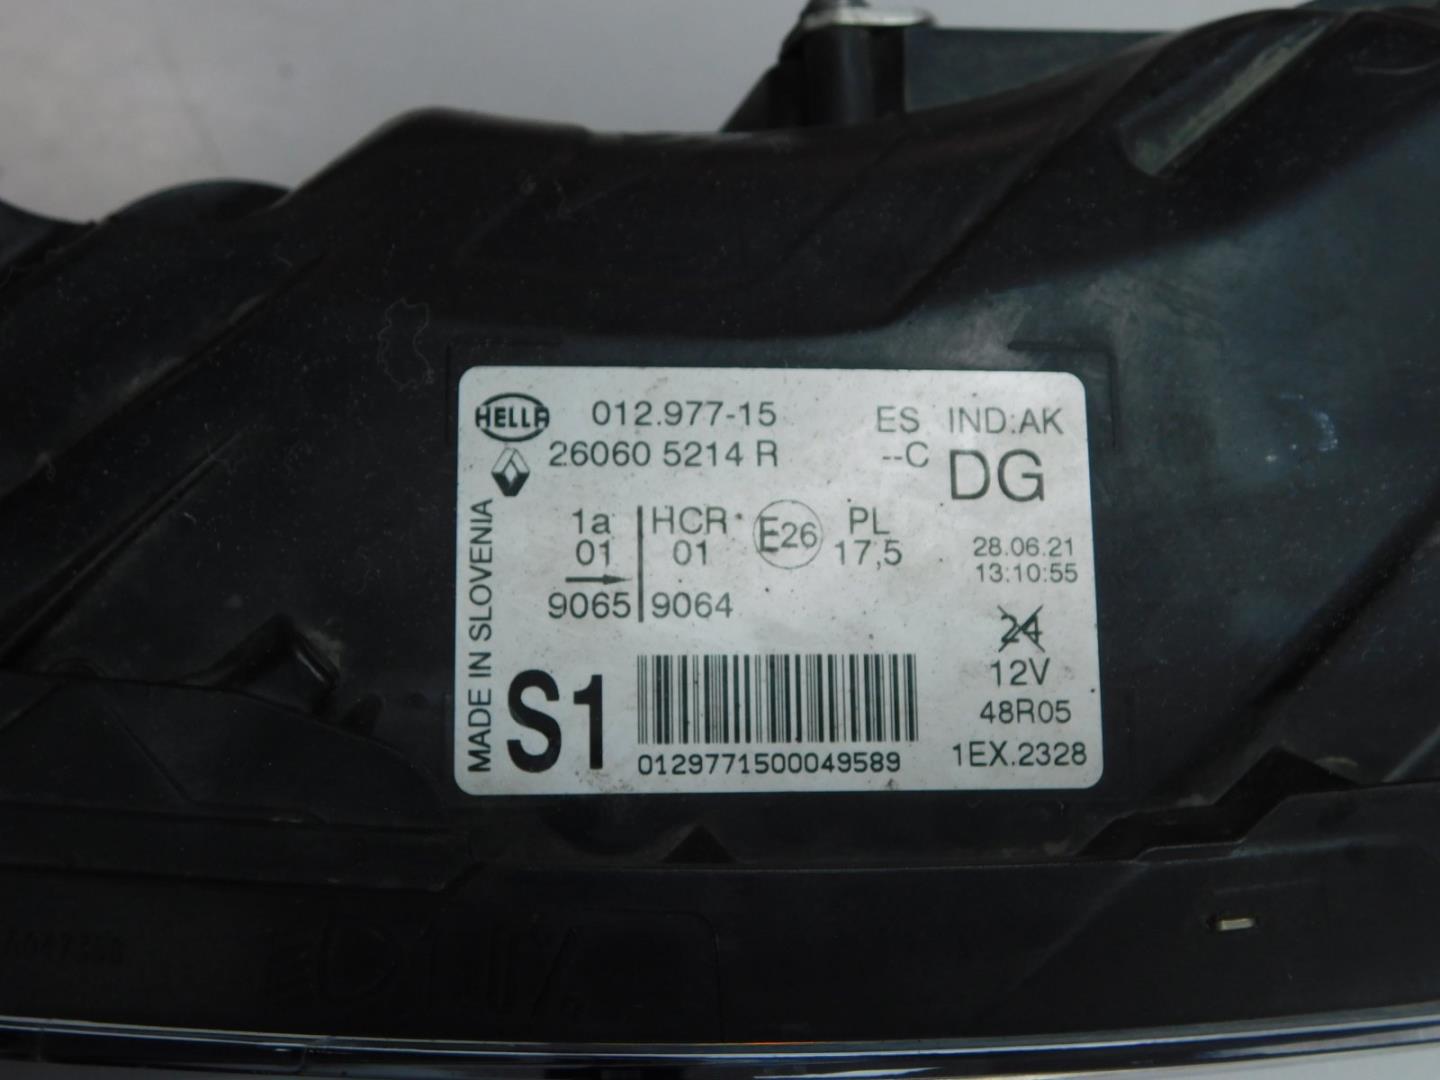 HELLA 012.977-15 ES IND:AK
26060 5214 R --C DG
1a HCR E26 PL
01 01 17,5
9065 9064
28.06.21
13:10:55
24
12V
48R05
1EX.2328
MADE IN SLOVENIA
S1
0129771500049589